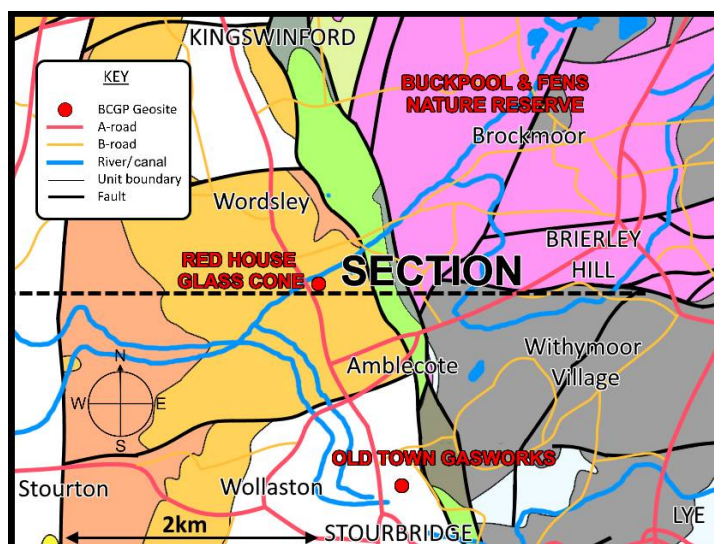 KINGSWINFORD
KEY
BCGP Geosite
A-road
B-road
River/canal
Unit boundary
Fault
BUCKPOOL & FENS
NATURE RESERVE
Brockmoor
Wordsley
RED HOUSE
GLASS CONE
SECTION
BRIERLEY
HILL
Amblecote
Withymoor
Village
N
W
E
S
OLD TOWN GASWORKS
Stourton
Wollaston
2km
STOURBRIDGE
LYE